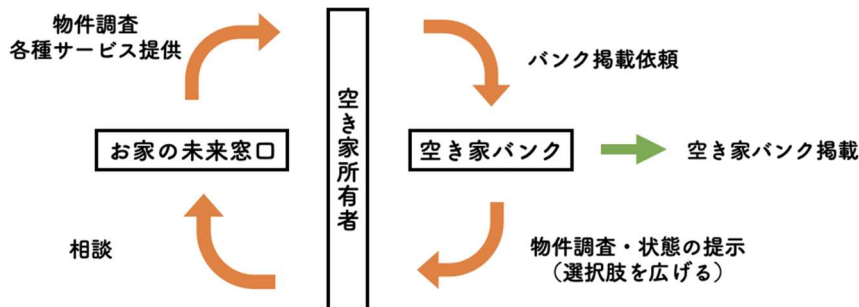 物件調査
各種サービス提供
バンク掲載依頼
空き家所有者
お家の未来窓口
空き家バンク
空き家バンク掲載
相談
物件調査・状態の提示
（選択肢を広げる）